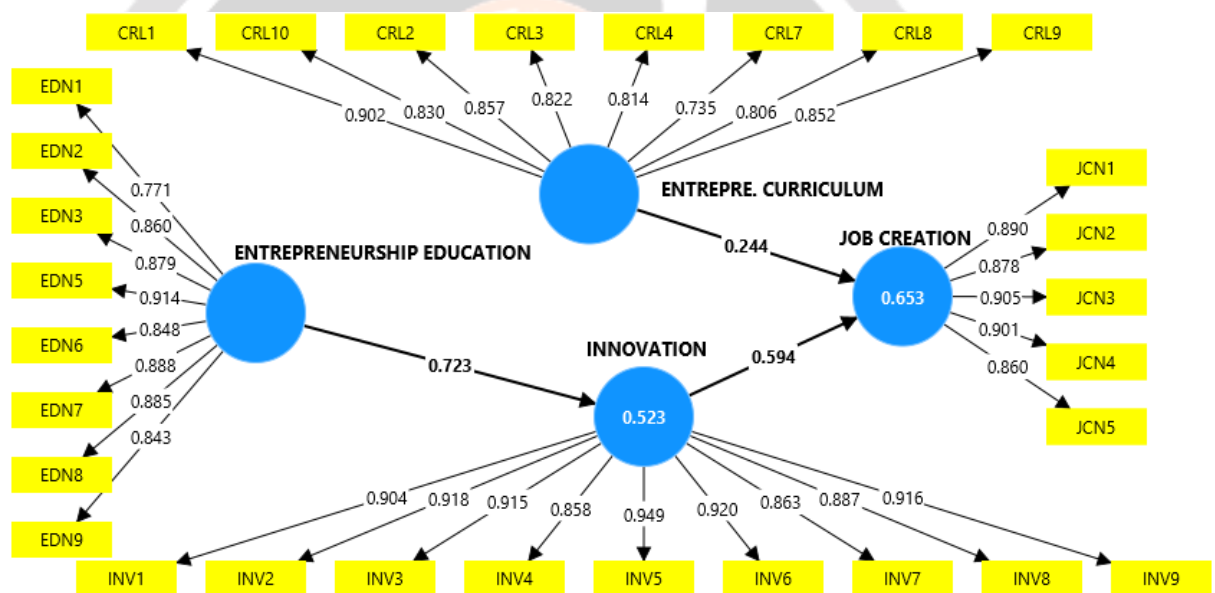 CRL1 CRL10 CRL2 CRL3 CRL4 CRL7 CRL8 CRL9
0.902 0.830 0.857 0.822 0.814 0.735 0.806 0.852
EDN1
EDN2
EDN3
EDN5
EDN6
EDN7
EDN8
EDN9
0.771
0.860
0.879
0.914
0.848
0.888
0.885
0.843
ENTREPRENEURSHIP EDUCATION
ENTREPRE. CURRICULUM
0.244
0.723
INNOVATION
0.523
0.594
JOB CREATION
0.653
0.890
0.878
0.905
0.901
0.860
JCN1
JCN2
JCN3
JCN4
JCN5
0.904 0.918 0.915 0.858 0.949 0.920 0.863 0.887 0.916
INV1 INV2 INV3 INV4 INV5 INV6 INV7 INV8 INV9